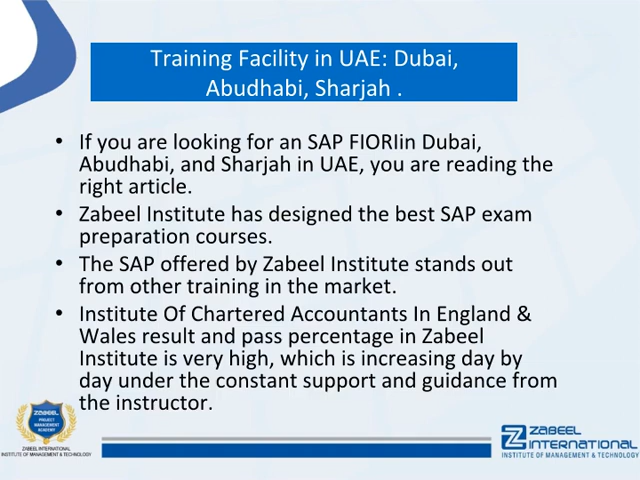 Training Facility in UAE: Dubai,
Abudhabi, Sharjah .
• If you are looking for an SAP FIORIin Dubai,
Abudhabi, and Sharjah in UAE, you are reading the
right article.
• Zabeel Institute has designed the best SAP exam
preparation courses.
• The SAP offered by Zabeel Institute stands out
from other training in the market.
• Institute Of Chartered Accountants In England &
Wales result and pass percentage in Zabeel
Institute is very high, which is increasing day by
day under the constant support and guidance from
the instructor.
ZABEEL
PROJECT
MANAGEMENT
ACADEMY
ZABEEL INTERNATIONAL
INSTITUTE OF MANAGEMENT & TECHNOLOGY
ZABEEL
INTERNATIONAL
INSTITUTE OF MANAGEMENT & TECHNOLOGY